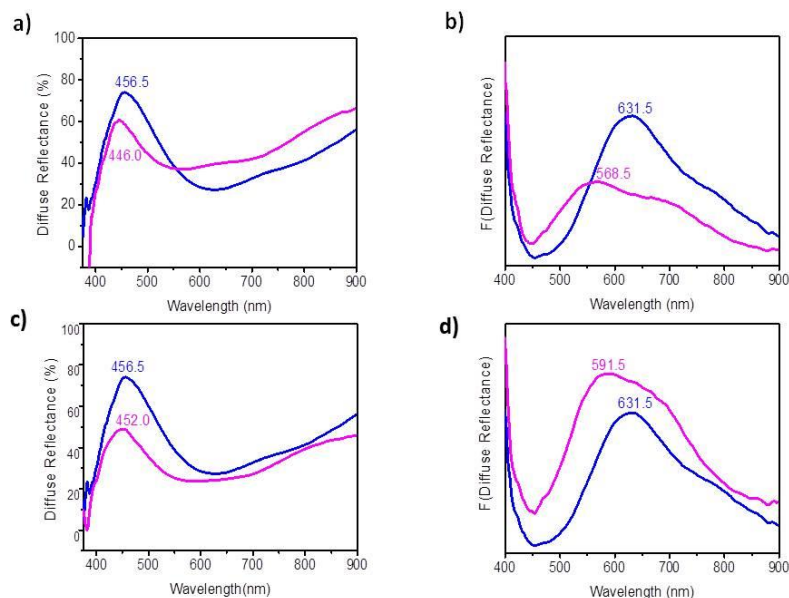 a)
100
80
60
40
20
0
Diffuse Reflectance (%)
456.5
446.0
400 500 600 700 800 900
Wavelength (nm)
b)
F(Diffuse Reflectance)
631.5
568.5
400 500 600 700 800 900
Wavelength (nm)
c)
100
80
60
40
20
0
Diffuse Reflectance (%)
456.5
452.0
400 500 600 700 800 900
Wavelength(nm)
d)
F(Diffuse Reflectance)
591.5
631.5
400 500 600 700 800 900
Wavelength (nm)